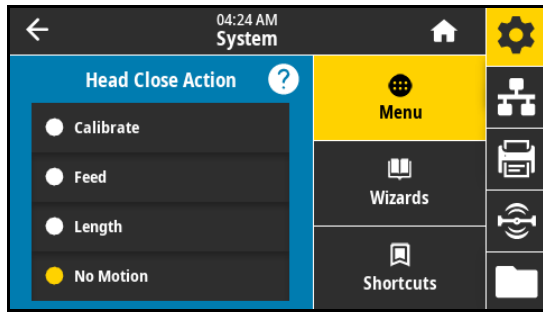 04:24 AM
System
Head Close Action
?
Calibrate
Feed
Length
No Motion
Menu
Wizards
Shortcuts